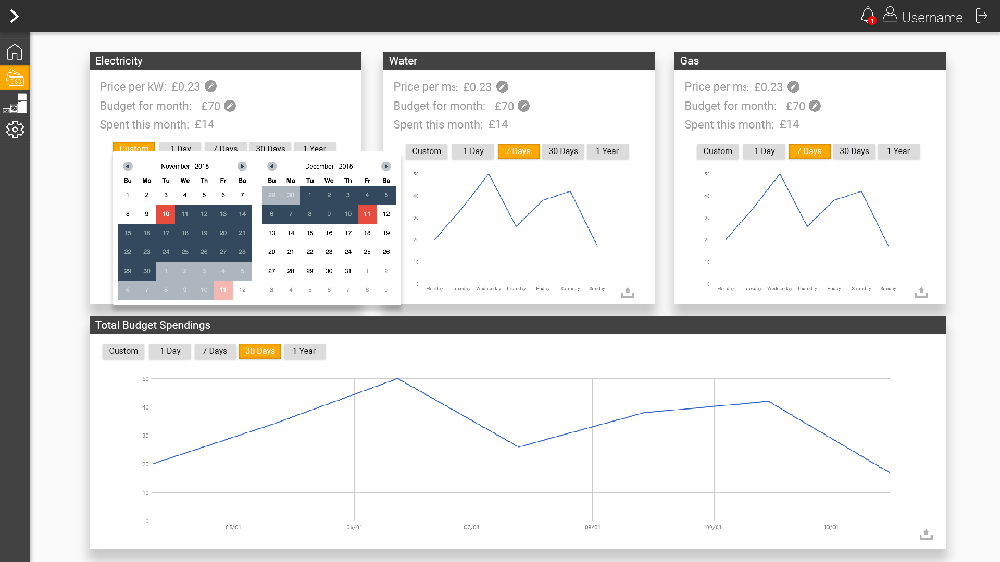 1 Username
Electricity
Price per kW: £0.23
Budget for month: £70
Spent this month: £14
Custom 1 Day 7 Days 30 Days 1 Year
November - 2015
Su Mo Tu We Th Fr Sa
1 2 3 4 5 6 7
8 9 10 11 12 13 14
15 16 17 18 19 20 21
22 23 24 25 26 27 28
29 30 1 2 3 4 5
6 7 8 9 10 11 12
December - 2015
Su Mo Tu We Th Fr Sa
29 30 1 2 3 4 5
6 7 8 9 10 11 12
13 14 15 16 17 18 19
20 21 22 23 24 25 26
27 28 29 30 31 1 2
3 4 5 6 7 8 9
Water
Price per m3: £0.23
Budget for month: £70
Spent this month: £14
Custom 1 Day 7 Days 30 Days 1 Year
50
40
30
20
10
0
Monday Tuesday Wednesday Thursday Friday Satruday Sunday
Gas
Price per m3: £0.23
Budget for month: £70
Spent this month: £14
Custom 1 Day 7 Days 30 Days 1 Year
50
40
30
20
10
0
Monday Tuesday Wednesday Thursday Friday Satruday Sunday
Total Budget Spendings
Custom 1 Day 7 Days 30 Days 1 Year
50
40
30
20
10
0
05/01 06/01 07/01 08/01 09/01 10/01